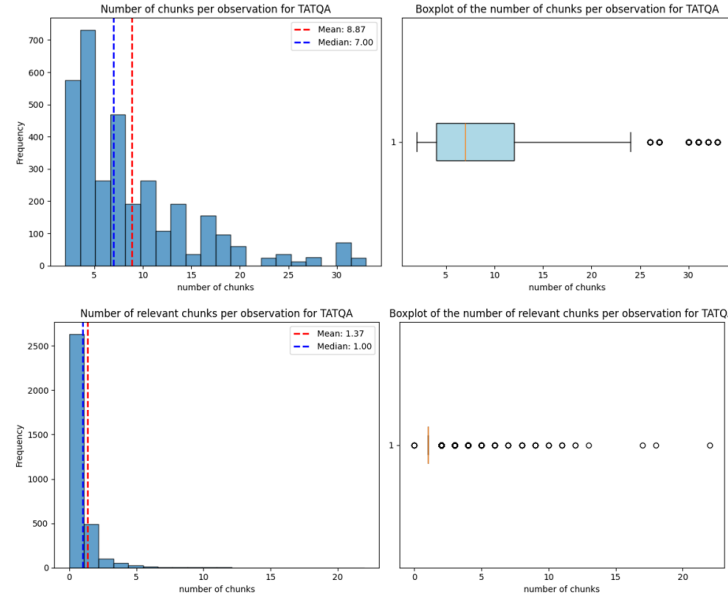 Number of chunks per observation for TATQA
Mean: 8.87
Median: 7.00
700
600
500
400
300
200
100
0
Frequency
5
10
15
20
25
30
number of chunks
Boxplot of the number of chunks per observation for TATQA
1
5
10
15
20
25
30
number of chunks
Number of relevant chunks per observation for TATQA
Mean: 1.37
Median: 1.00
2500
2000
1500
1000
500
0
Frequency
0
5
10
15
20
number of chunks
Boxplot of the number of relevant chunks per observation for TATQ
1
0
5
10
15
20
number of chunks